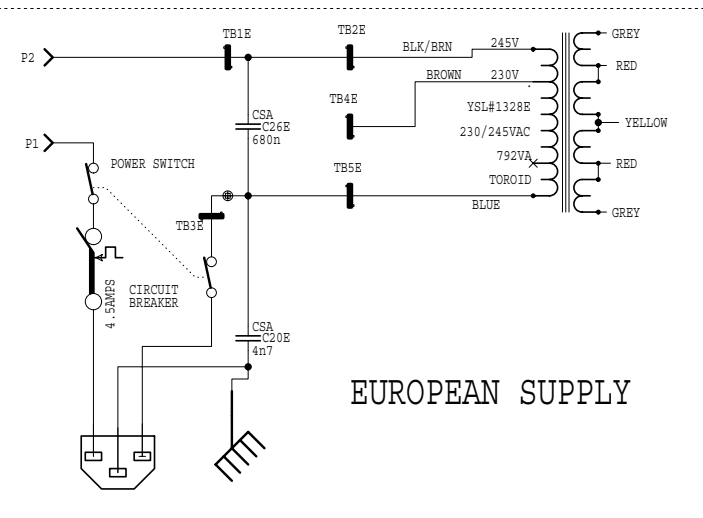 TB1E
TB2E
GREY
P2
BLK/BRN
245V
RED
BROWN
230V
TB4E
YSL#1328E
CSA
C26E
680n
YELLOW
230/245VAC
P1
792VA
POWER SWITCH
TB5E
RED
TOROID
BLUE
GREY
TB3E
CIRCUIT
BREAKER
4.5AMPS
CSA
C20E
4n7
EUROPEAN SUPPLY